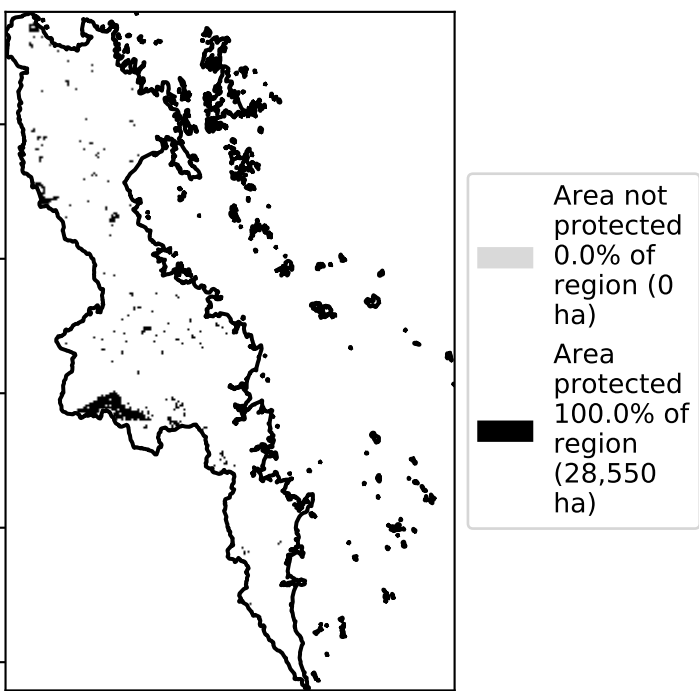 Area not
protected
0.0% of
region (0
ha)
Area
protected
100.0% of
region
(28,550
ha)